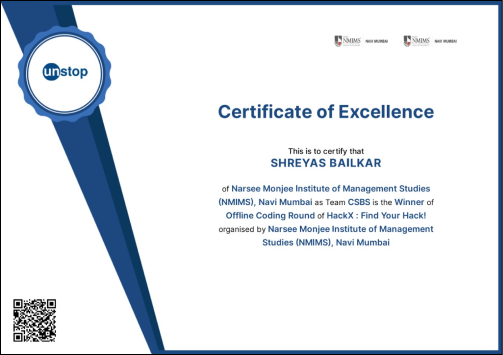 unstop
NMIMS NAVI MUMBAI NMIMS NAVI MUMBAI
Certificate of Excellence
This is to certify that
SHREYAS BAILKAR
of Narsee Monjee Institute of Management Studies
(NMIMS), Navi Mumbai as Team CSBS is the Winner of
Offline Coding Round of HackX : Find Your Hack!
organised by Narsee Monjee Institute of Management
Studies (NMIMS), Navi Mumbai